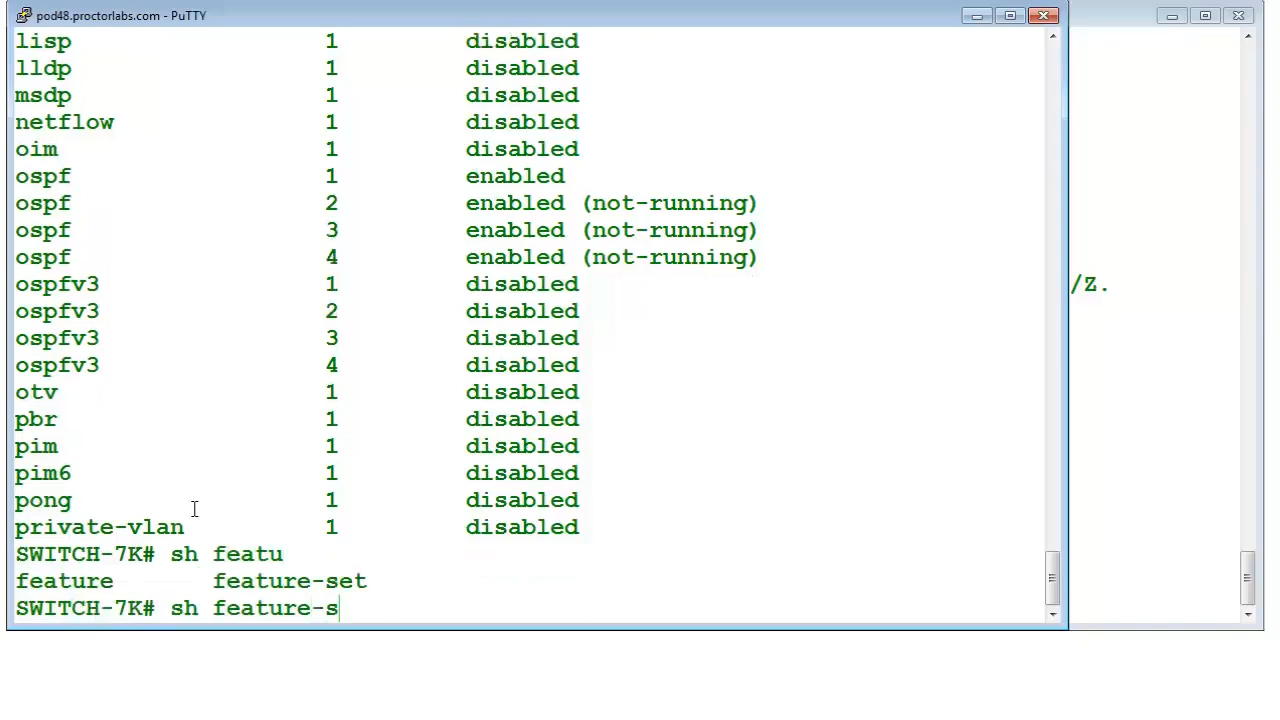 pod48.proctorlabs.com - PuTTY
lisp 1 disabled
lldp 1 disabled
msdp 1 disabled
netflow 1 disabled
oim 1 disabled
ospf 1 enabled
ospf 2 enabled (not-running)
ospf 3 enabled (not-running)
ospf 4 enabled (not-running)
ospfv3 1 disabled /Z.
ospfv3 2 disabled
ospfv3 3 disabled
ospfv3 4 disabled
otv 1 disabled
pbr 1 disabled
pim 1 disabled
pim6 1 disabled
pong 1 disabled
private-vlan 1 disabled
SWITCH-7K# sh featu
feature feature-set
SWITCH-7K# sh feature-s